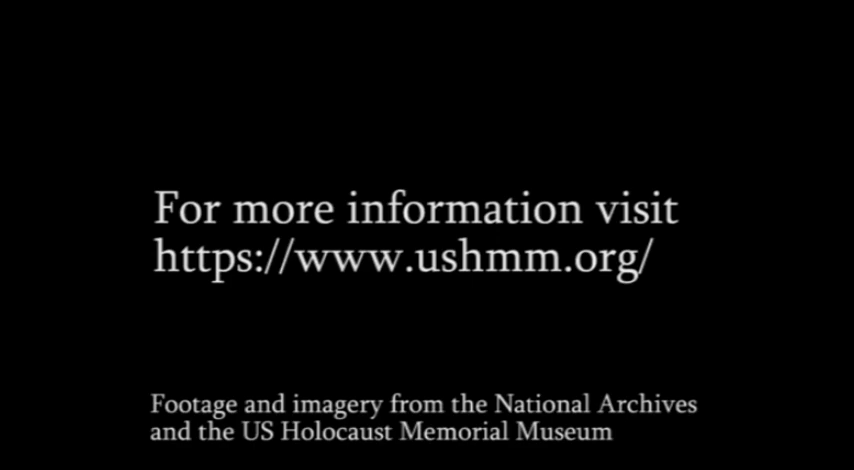 For more information visit
https://www.ushmm.org/
Footage and imagery from the National Archives
and the US Holocaust Memorial Museum